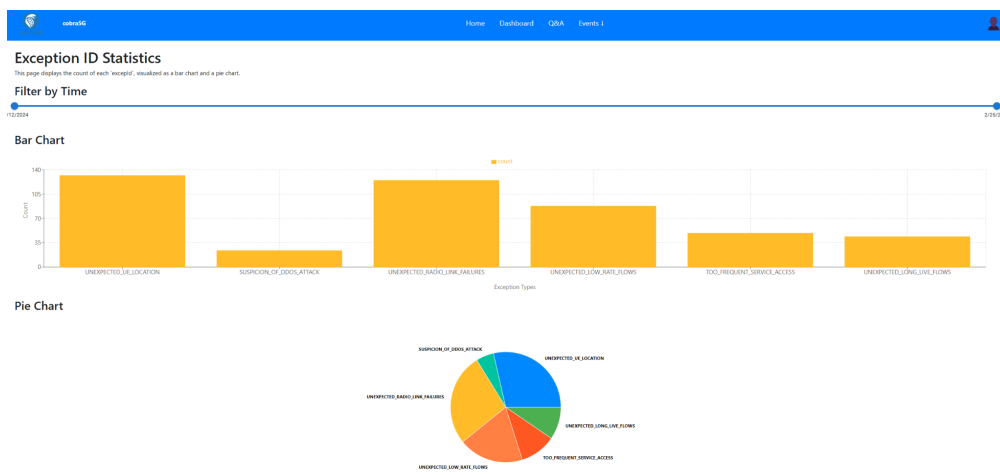 cobra5G
Home Dashboard Q&A Events ⭣
Exception ID Statistics
This page displays the count of each `excepId`, visualized as a bar chart and a pie chart.
Filter by Time
/12/2024
2/25/2
Bar Chart
count
140
105
70
35
0
Count
UNEXPECTED_UE_LOCATION
SUSPICION_OF_DDOS_ATTACK
UNEXPECTED_RADIO_LINK_FAILURES
UNEXPECTED_LOW_RATE_FLOWS
TOO_FREQUENT_SERVICE_ACCESS
UNEXPECTED_LONG_LIVE_FLOWS
Exception Types
Pie Chart
SUSPICION_OF_DDOS_ATTACK
UNEXPECTED_UE_LOCATION
UNEXPECTED_RADIO_LINK_FAILURES
UNEXPECTED_LONG_LIVE_FLOWS
TOO_FREQUENT_SERVICE_ACCESS
UNEXPECTED_LOW_RATE_FLOWS